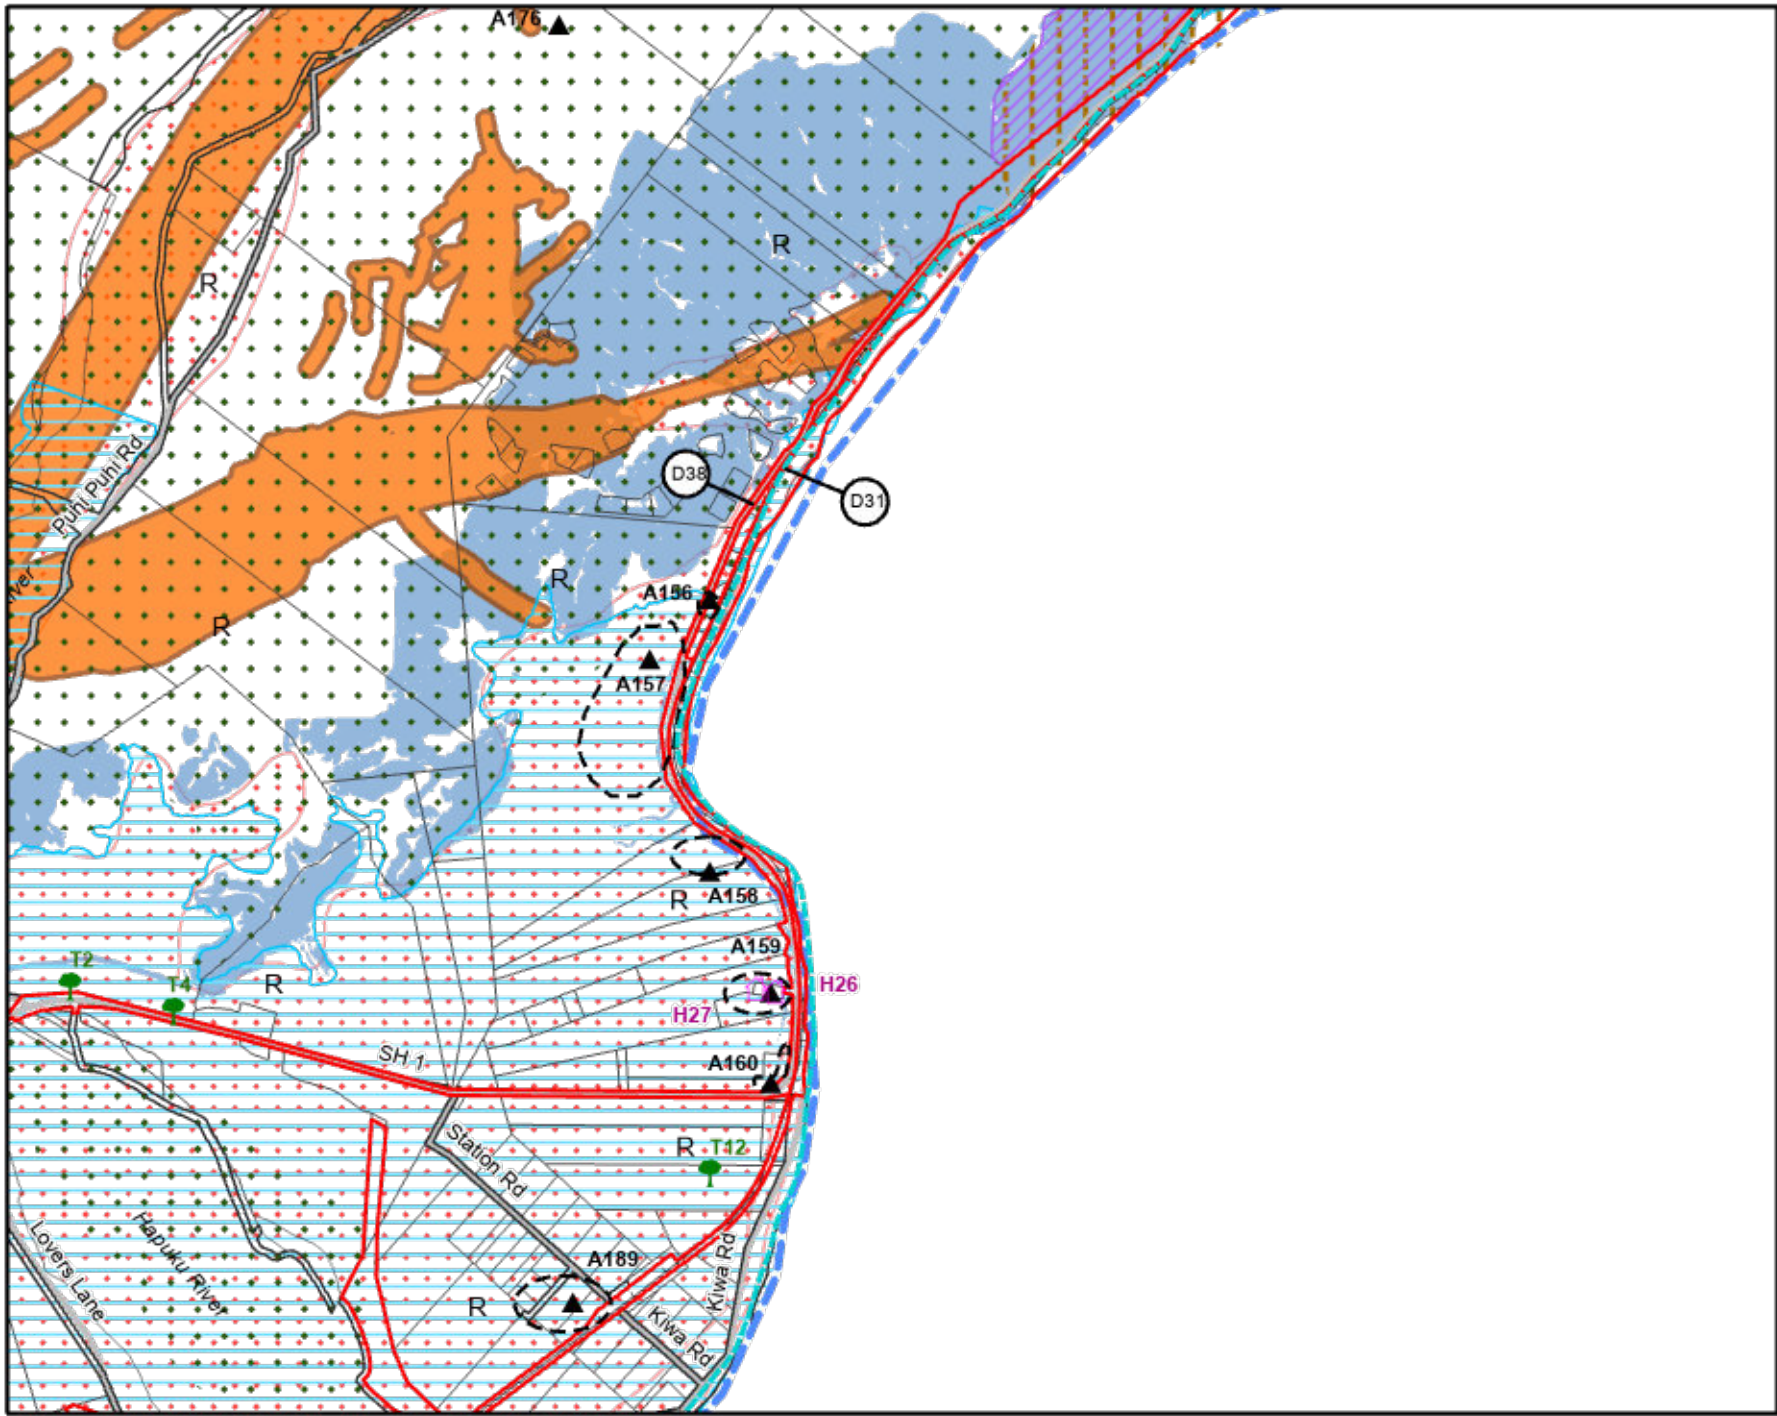 A176
R
R
Puhi Puhi Rd
D38
D31
iver
R
A156
R
A157
R
A158
A159
T2
T4
R
H26
H27
SH 1
A160
Station Rd
R
T12
Hapuku River
Lovers Lane
A189
Kiwa Rd
R
Kiwa Rd